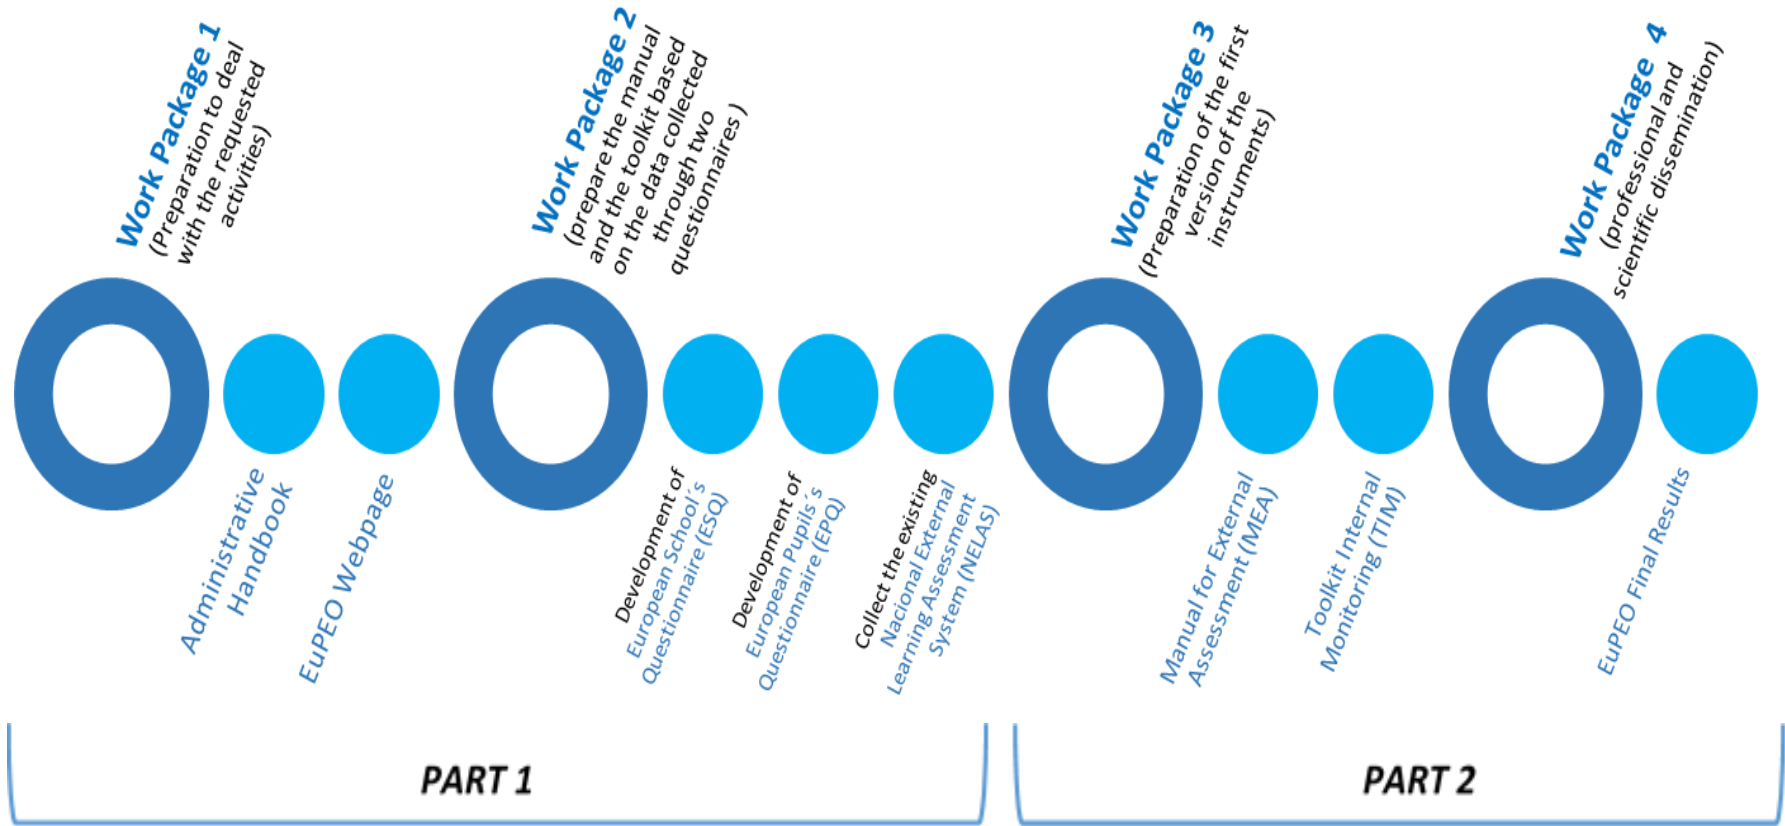 Work Package 1
(Preparation to deal
with the requested
activities)
Work Package 2
(prepare the manual
and the toolkit based
on the data collected
through two
questionnaires )
Work Package 3
(Preparation of the first
version of the
instruments)
Work Package 4
(professional and
scientific dissemination)
Administrative
Handbook
EuPEO Webpage
Development of
European School´s
Questionnaire (ESQ)
Development of
European Pupils´s
Questionnaire (EPQ)
Collect the existing
Nacional External
Learning Assessment
System (NELAS)
Manual for External
Assessment (MEA)
Toolkit Internal
Monitoring (TIM)
EuPEO Final Results
PART 1
PART 2